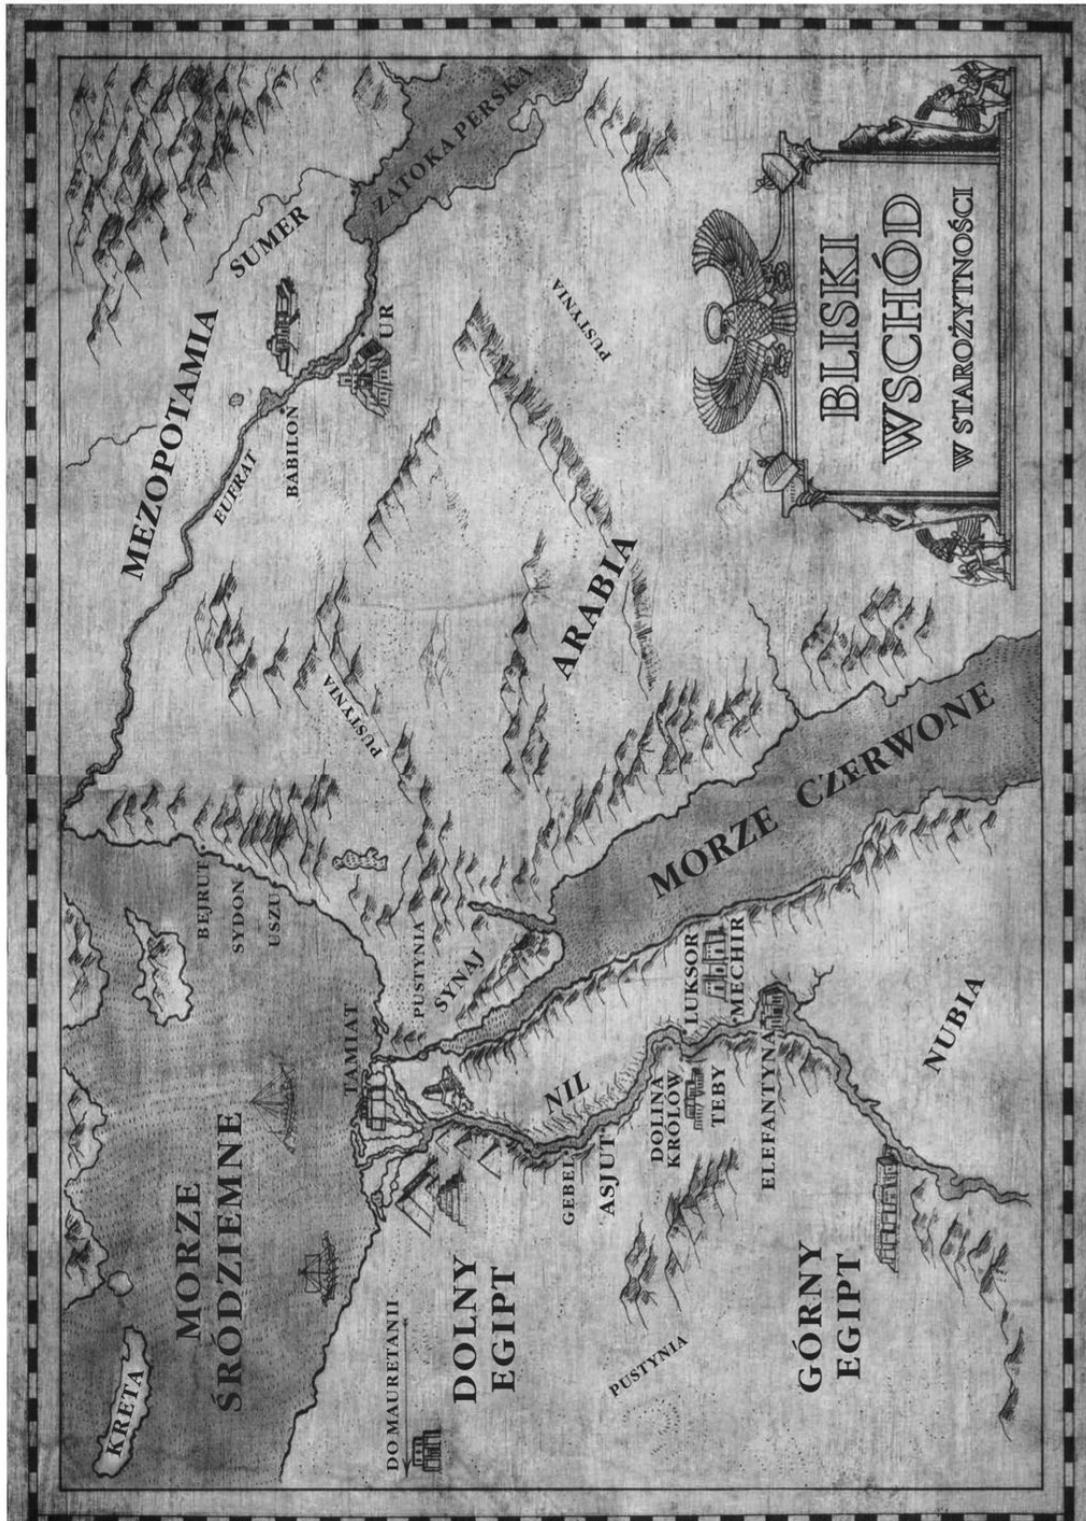 BLISKI
WSCHÓD
W STAROŻYTNOŚCI
MORZE
ŚRÓDZIEMNE
KRETA
BEJRUT
SYDON
USZU
TAMIAT
MEZOPOTAMIA
EUFRAT
BABILON
SUMER
UR
ZATOKA PERSKA
PUSTYNIA
ARABIA
PUSTYNIA
PUSTYNIA
SYNAJ
MORZE CZERWONE
DO MAURETANII
DOLNY
EGIPT
NIL
GEBEL
ASJUT
DOLINA
KRÓLÓW
TEBY
LUKSOR
MECHIR
ELEFANTYNA
PUSTYNIA
GÓRNY
EGIPT
NUBIA